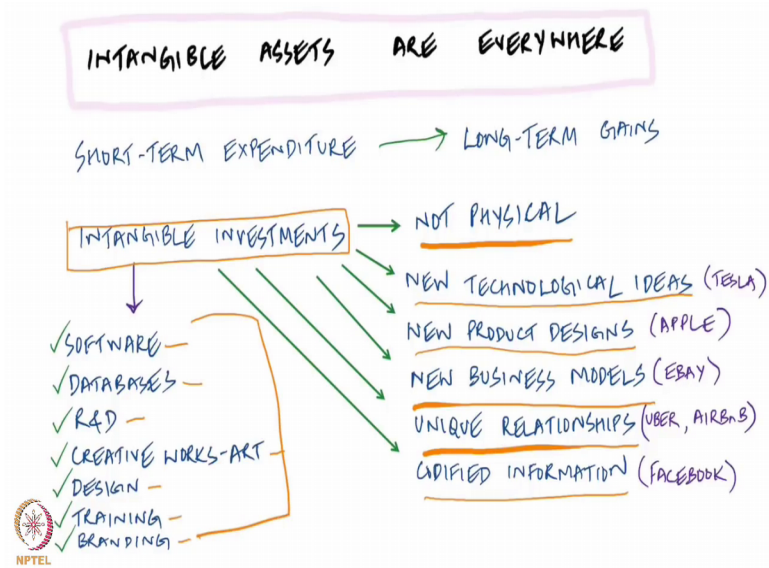 INTANGIBLE ASSETS ARE EVERYWHERE
SHORT-TERM EXPENDITURE → LONG-TERM GAINS
INTANGIBLE INVESTMENTS
→ NOT PHYSICAL
NEW TECHNOLOGICAL IDEAS (TESLA)
NEW PRODUCT DESIGNS (APPLE)
NEW BUSINESS MODELS (EBAY)
UNIQUE RELATIONSHIPS (UBER, AIRBNB)
CODIFIED INFORMATION (FACEBOOK)
✓ SOFTWARE –
✓ DATABASES –
✓ R&D –
✓ CREATIVE WORKS-ART –
✓ DESIGN –
✓ TRAINING –
✓ BRANDING –
NPTEL